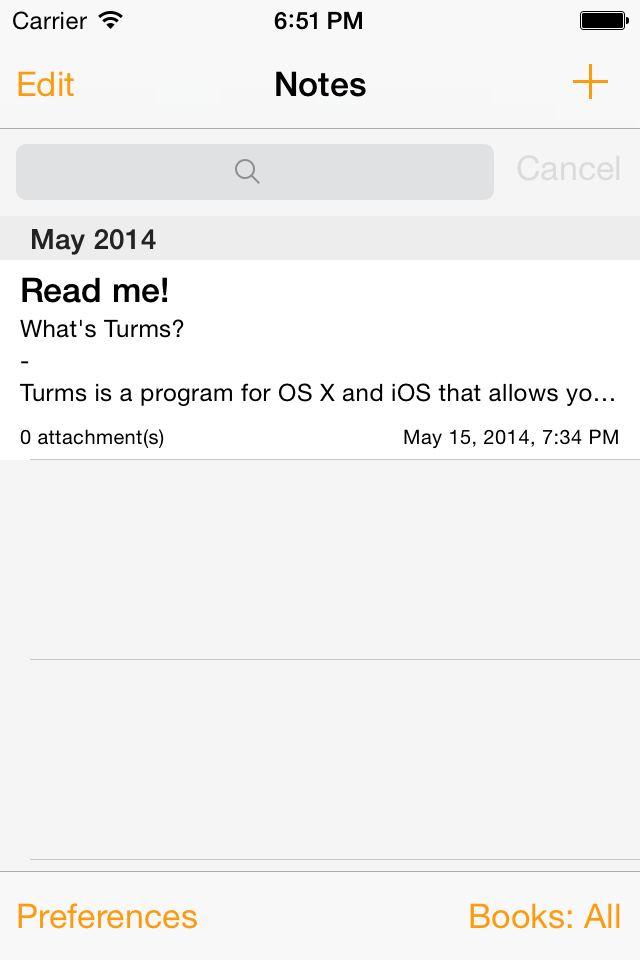 Carrier 6:51 PM
Edit Notes
Cancel
May 2014
Read me!
What's Turms?
-
Turms is a program for OS X and iOS that allows yo...
0 attachment(s) May 15, 2014, 7:34 PM
Preferences Books: All